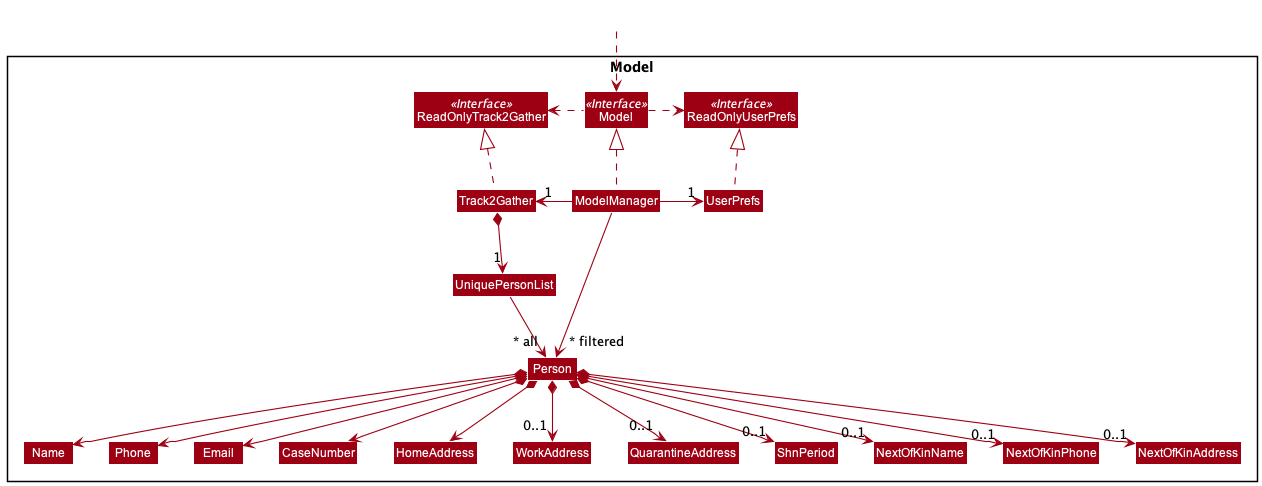 Model
«Interface»
ReadOnlyTrack2Gather
«Interface»
Model
«Interface»
ReadOnlyUserPrefs
Track2Gather
1
ModelManager
1
UserPrefs
1
UniquePersonList
* all
* filtered
Person
0..1
0..1
0..1
0..1
0..1
0..1
Name
Phone
Email
CaseNumber
HomeAddress
WorkAddress
QuarantineAddress
ShnPeriod
NextOfKinName
NextOfKinPhone
NextOfKinAddress